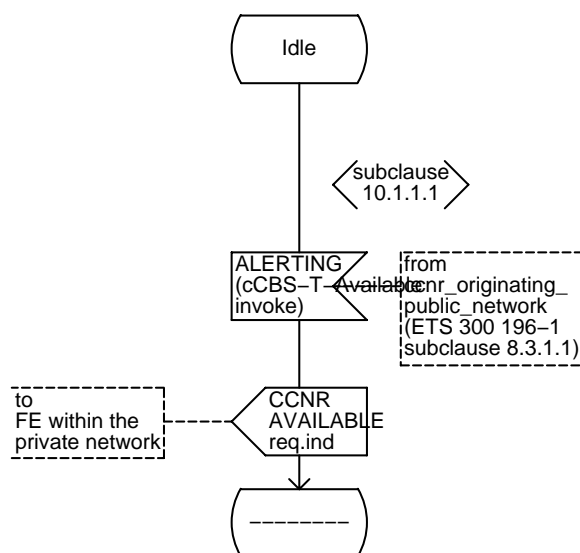 Idle
subclause
10.1.1.1
ALERTING
(cCBS–T–Available
invoke)
from
ccnr_originating_
public_network
(ETS 300 196–1
subclause 8.3.1.1)
to
FE within the
private network
CCNR
AVAILABLE
req.ind